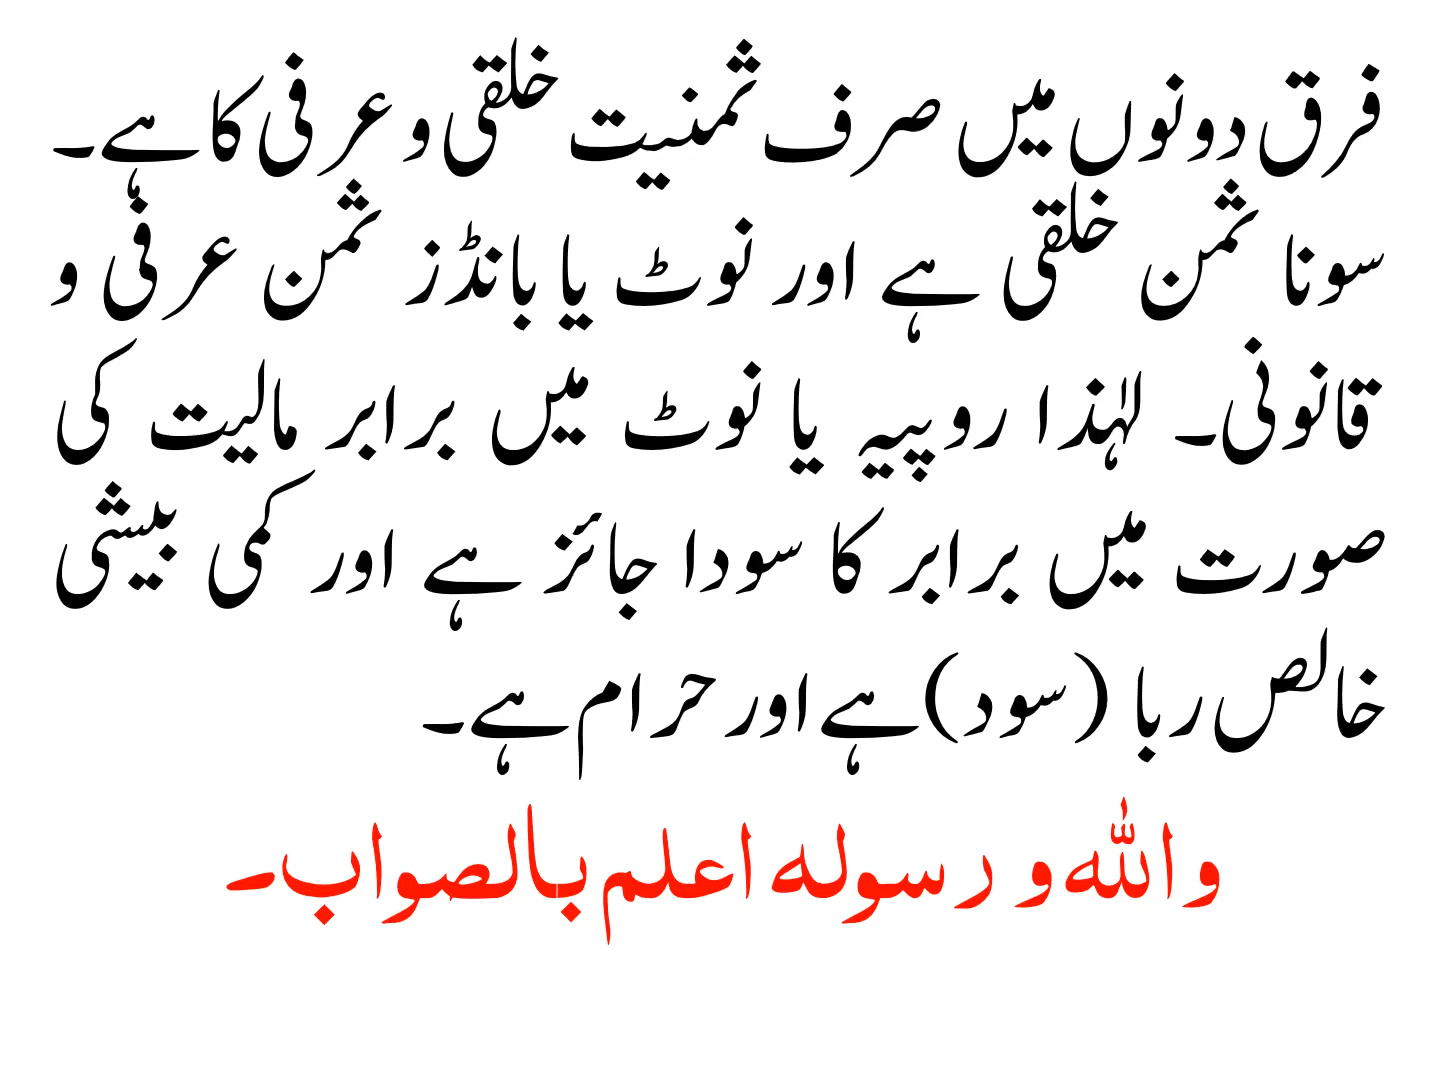 فرق دونوں میں صرف ثمنیت خلقی و عرفی کا ہے۔
سونا ثمن خلقی ہے اور نوٹ یا بانڈز ثمن عرفی و
قانونی۔ لہٰذا روپیہ یا نوٹ میں برابر مالیت کی
صورت میں برابر کا سودا جائز ہے اور کمی بیشی
خالص ربا (سود) ہے اور حرام ہے۔
واللہ و رسولہ اعلم بالصواب۔